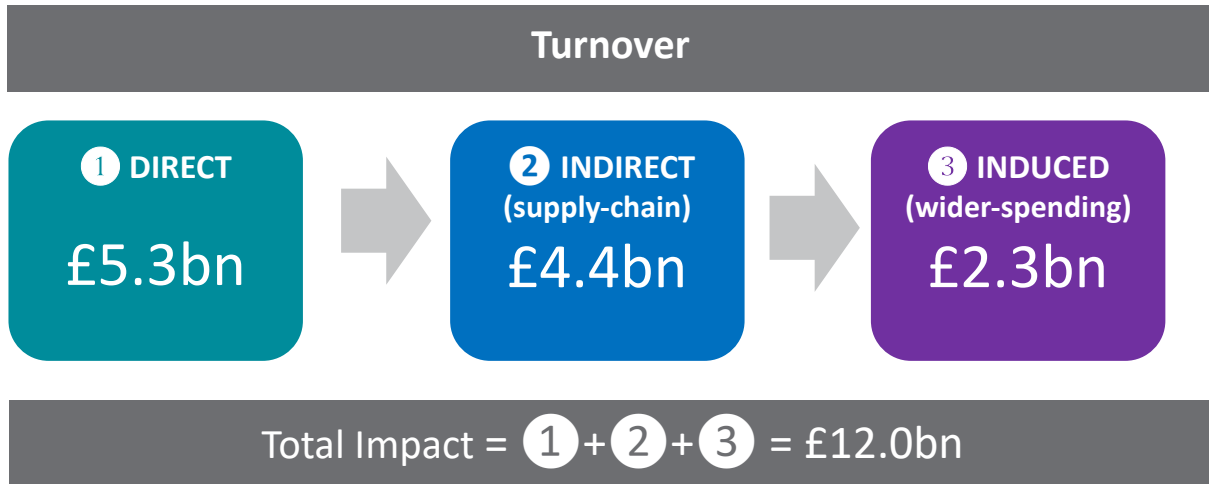 Turnover
1 DIRECT
£5.3bn
2 INDIRECT
(supply-chain)
£4.4bn
3 INDUCED
(wider-spending)
£2.3bn
Total Impact = 1+2+3 = £12.0bn